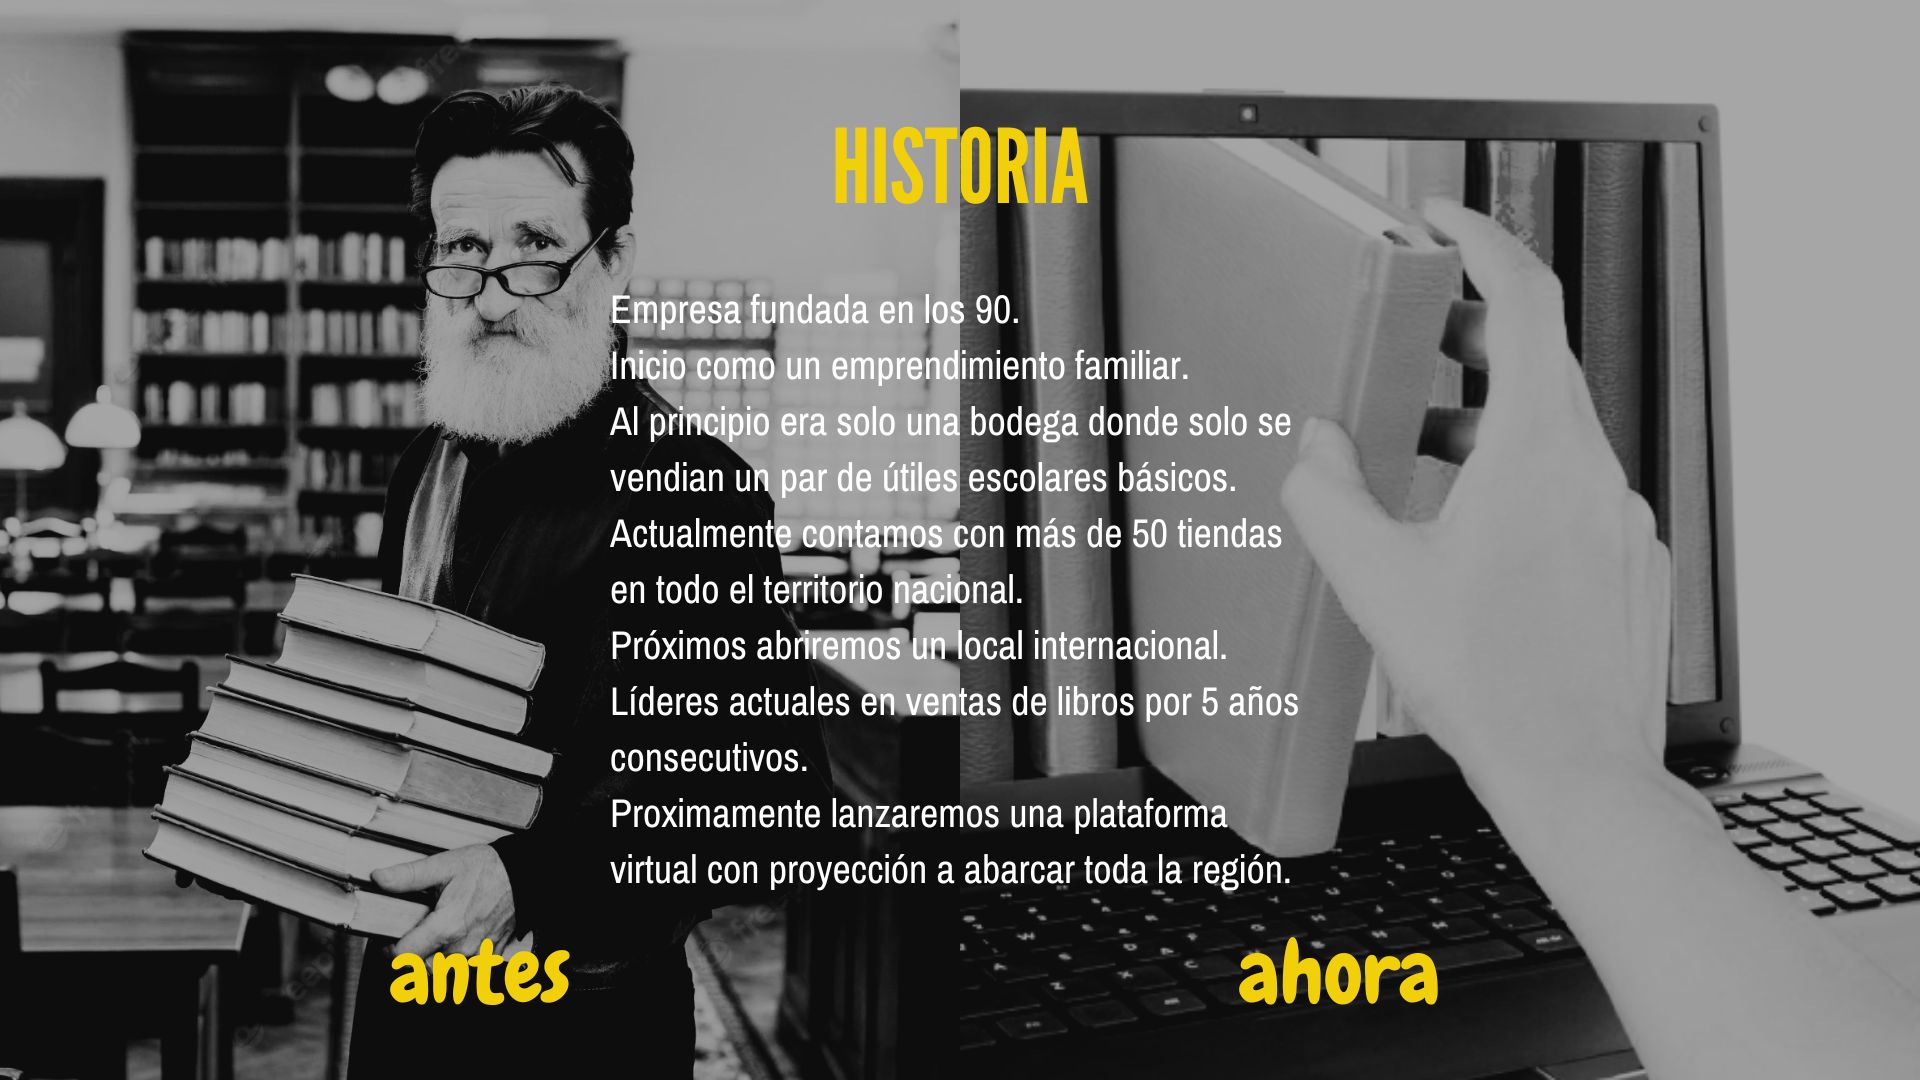 HISTORIA
Empresa fundada en los 90.
Inicio como un emprendimiento familiar.
Al principio era solo una bodega donde solo se
vendian un par de útiles escolares básicos.
Actualmente contamos con más de 50 tiendas
en todo el territorio nacional.
Próximos abriremos un local internacional.
Líderes actuales en ventas de libros por 5 años
consecutivos.
Proximamente lanzaremos una plataforma
virtual con proyección a abarcar toda la región.
antes
ahora